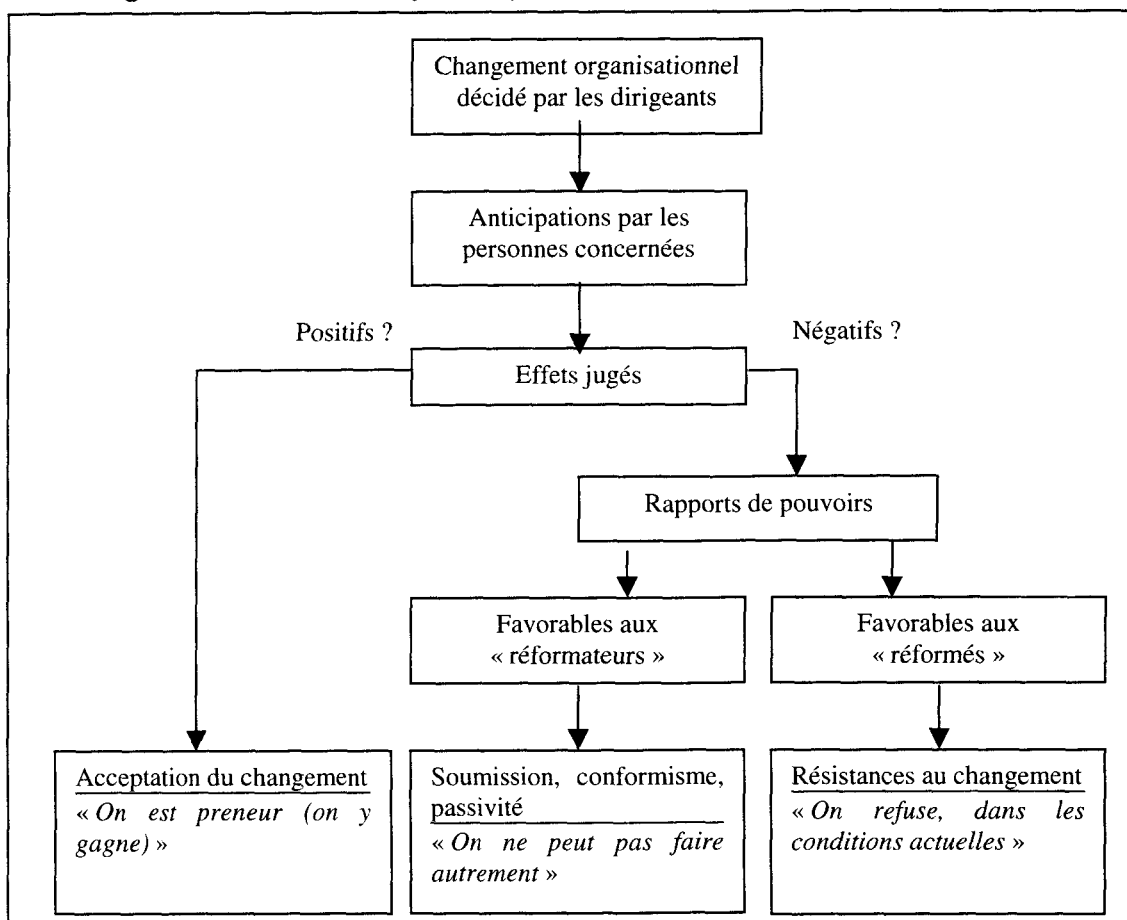 Changement organisationnel
décidé par les dirigeants
Anticipations par les
personnes concernées
Positifs ?
Négatifs ?
Effets jugés
Rapports de pouvoirs
Favorables aux
« réformateurs »
Favorables aux
« réformés »
Acceptation du changement
« On est preneur (on y
gagne) »
Soumission, conformisme,
passivité
« On ne peut pas faire
autrement »
Résistances au changement
« On refuse, dans les
conditions actuelles »